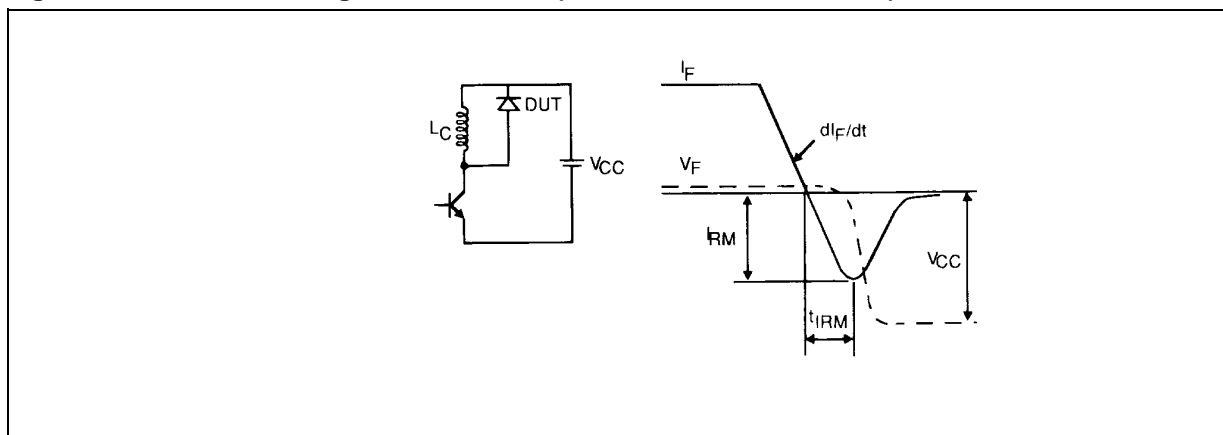 DUT
LC
VCC
IF
dIF/dt
VF
IRM
VCC
tIRM